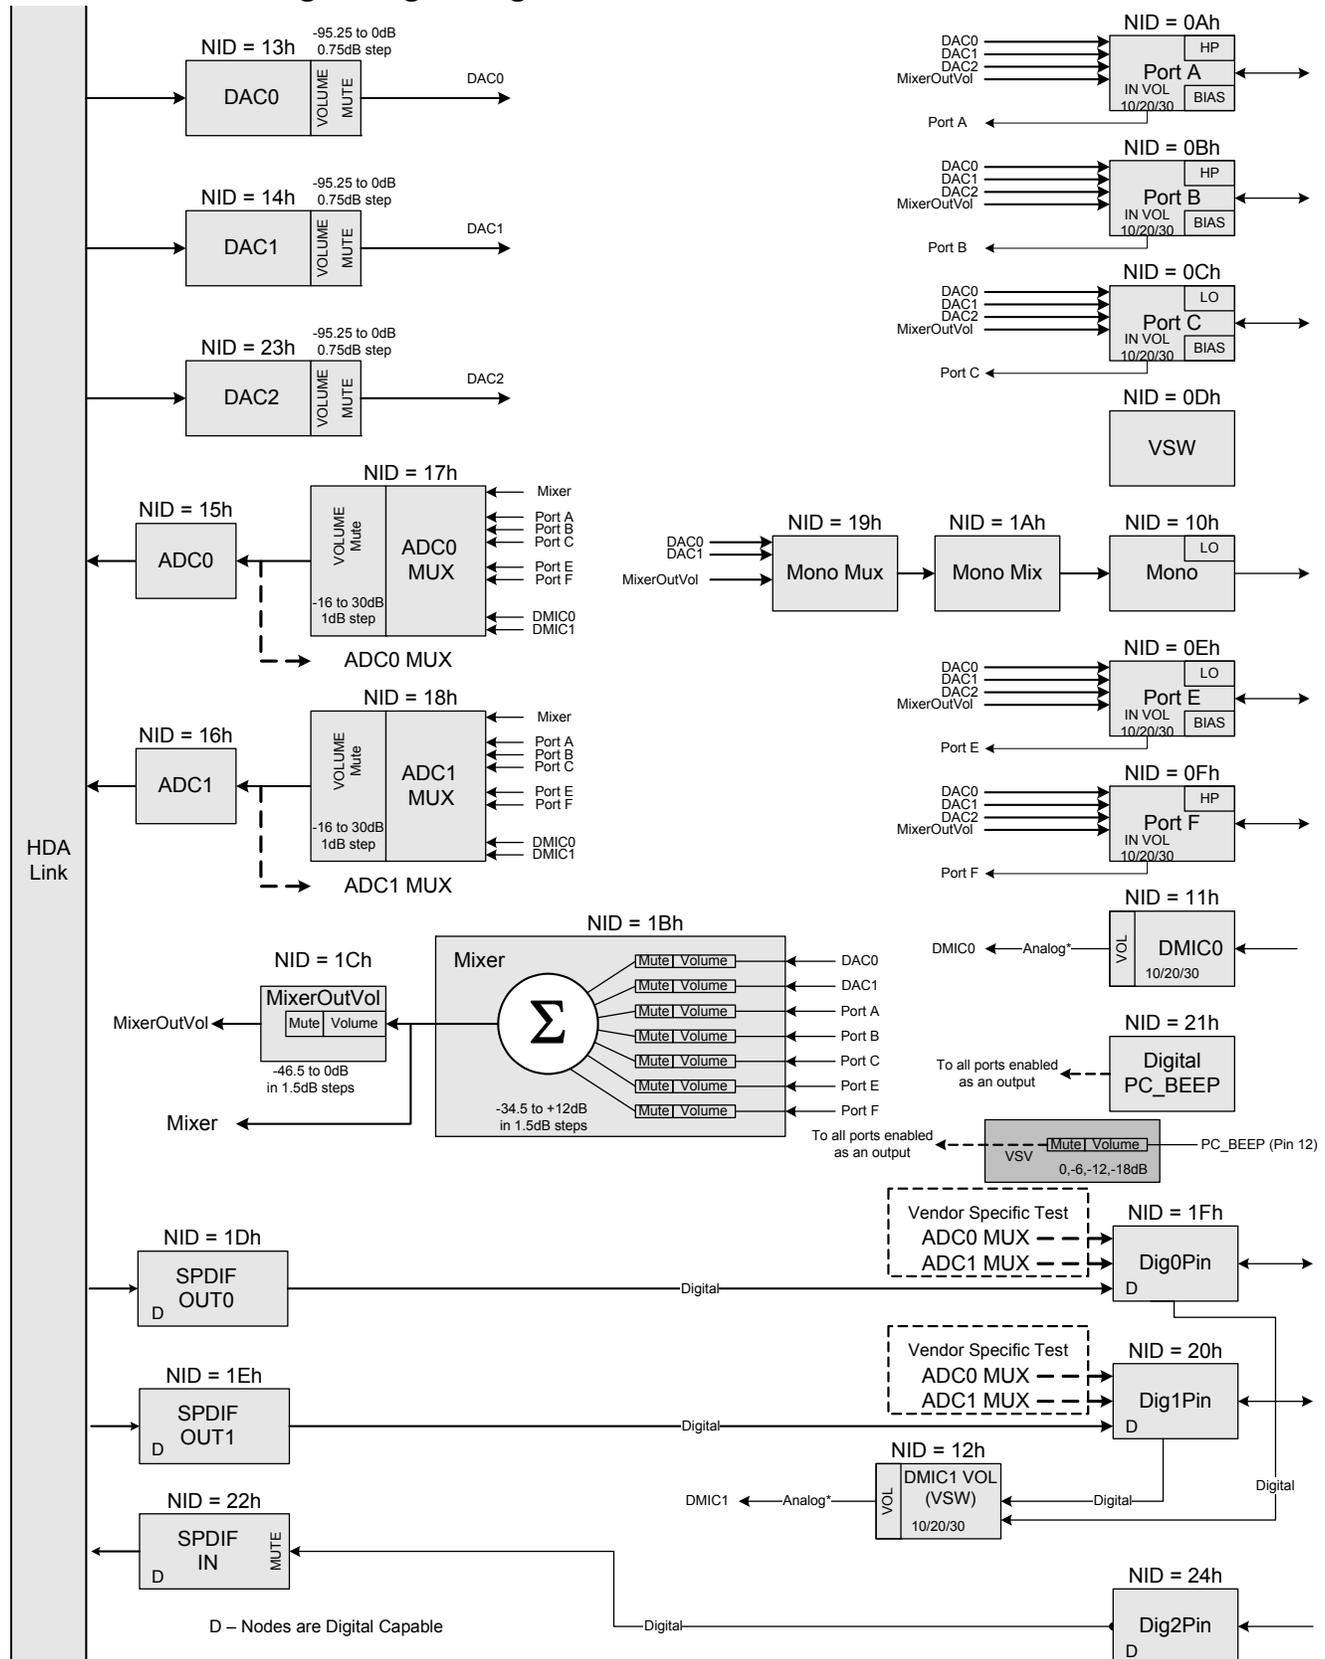 NID = 13h
-95.25 to 0dB
0.75dB step
DAC0
VOLUME
MUTE
DAC0
NID = 14h
-95.25 to 0dB
0.75dB step
DAC1
VOLUME
MUTE
DAC1
NID = 23h
-95.25 to 0dB
0.75dB step
DAC2
VOLUME
MUTE
DAC2
NID = 0Ah
DAC0
DAC1
DAC2
MixerOutVol
HP
Port A
IN VOL
10/20/30
BIAS
Port A
NID = 0Bh
DAC0
DAC1
DAC2
MixerOutVol
HP
Port B
IN VOL
10/20/30
BIAS
Port B
NID = 0Ch
DAC0
DAC1
DAC2
MixerOutVol
LO
Port C
IN VOL
10/20/30
BIAS
Port C
NID = 0Dh
VSW
NID = 17h
NID = 15h
ADC0
VOLUME
Mute
-16 to 30dB
1dB step
ADC0
MUX
Mixer
Port A
Port B
Port C
Port E
Port F
DMIC0
DMIC1
ADC0 MUX
NID = 19h
NID = 1Ah
NID = 10h
DAC0
DAC1
MixerOutVol
Mono Mux
Mono Mix
LO
Mono
NID = 18h
NID = 16h
ADC1
VOLUME
Mute
-16 to 30dB
1dB step
ADC1
MUX
Mixer
Port A
Port B
Port C
Port E
Port F
DMIC0
DMIC1
ADC1 MUX
NID = 0Eh
DAC0
DAC1
DAC2
MixerOutVol
LO
Port E
IN VOL
10/20/30
BIAS
Port E
NID = 0Fh
DAC0
DAC1
DAC2
MixerOutVol
HP
Port F
IN VOL
10/20/30
Port F
HDA
Link
NID = 11h
DMIC0
Analog*
VOL
DMIC0
10/20/30
NID = 1Bh
Mixer
Σ
Mute Volume
DAC0
Mute Volume
DAC1
Mute Volume
Port A
Mute Volume
Port B
Mute Volume
Port C
Mute Volume
Port E
Mute Volume
Port F
-34.5 to +12dB
in 1.5dB steps
NID = 1Ch
MixerOutVol
Mute Volume
MixerOutVol
-46.5 to 0dB
in 1.5dB steps
Mixer
NID = 21h
To all ports enabled
as an output
Digital
PC_BEEP
To all ports enabled
as an output
VSV
Mute Volume
0,-6,-12,-18dB
PC_BEEP (Pin 12)
Vendor Specific Test
ADC0 MUX
ADC1 MUX
NID = 1Fh
Dig0Pin
D
NID = 1Dh
SPDIF
OUT0
D
Digital
Vendor Specific Test
ADC0 MUX
ADC1 MUX
NID = 20h
Dig1Pin
D
NID = 1Eh
SPDIF
OUT1
D
Digital
NID = 12h
DMIC1
Analog*
VOL
DMIC1 VOL
(VSW)
10/20/30
Digital
Digital
NID = 22h
SPDIF
IN
D
MUTE
Digital
NID = 24h
Dig2Pin
D
D – Nodes are Digital Capable